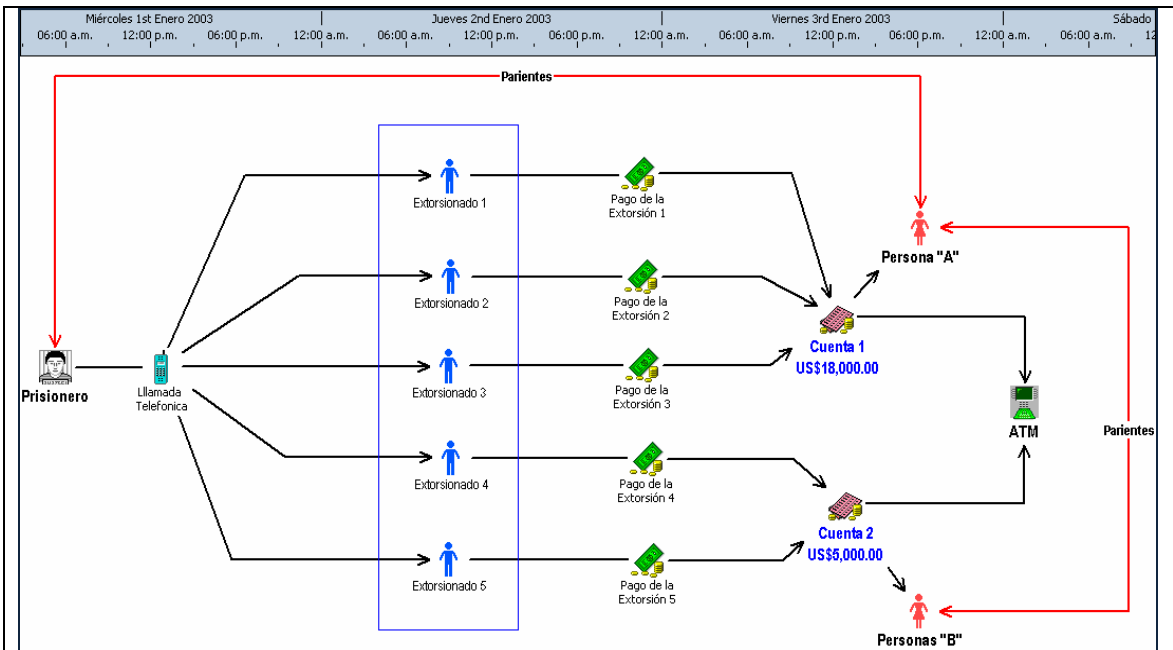 Miércoles 1st Enero 2003
Jueves 2nd Enero 2003
Viernes 3rd Enero 2003
Sábado
06:00 a.m.
12:00 p.m.
06:00 p.m.
12:00 a.m.
06:00 a.m.
12:00 p.m.
06:00 p.m.
12:00 a.m.
06:00 a.m.
12:00 p.m.
06:00 p.m.
12:00 a.m.
06:00 a.m.
12
Parientes
Extorsionado 1
Pago de la
Extorsión 1
Persona "A"
Extorsionado 2
Pago de la
Extorsión 2
Cuenta 1
US$18,000.00
Prisionero
Lllamada
Telefonica
Extorsionado 3
Pago de la
Extorsión 3
ATM
Parientes
Extorsionado 4
Pago de la
Extorsión 4
Cuenta 2
US$5,000.00
Extorsionado 5
Pago de la
Extorsión 5
Personas "B"